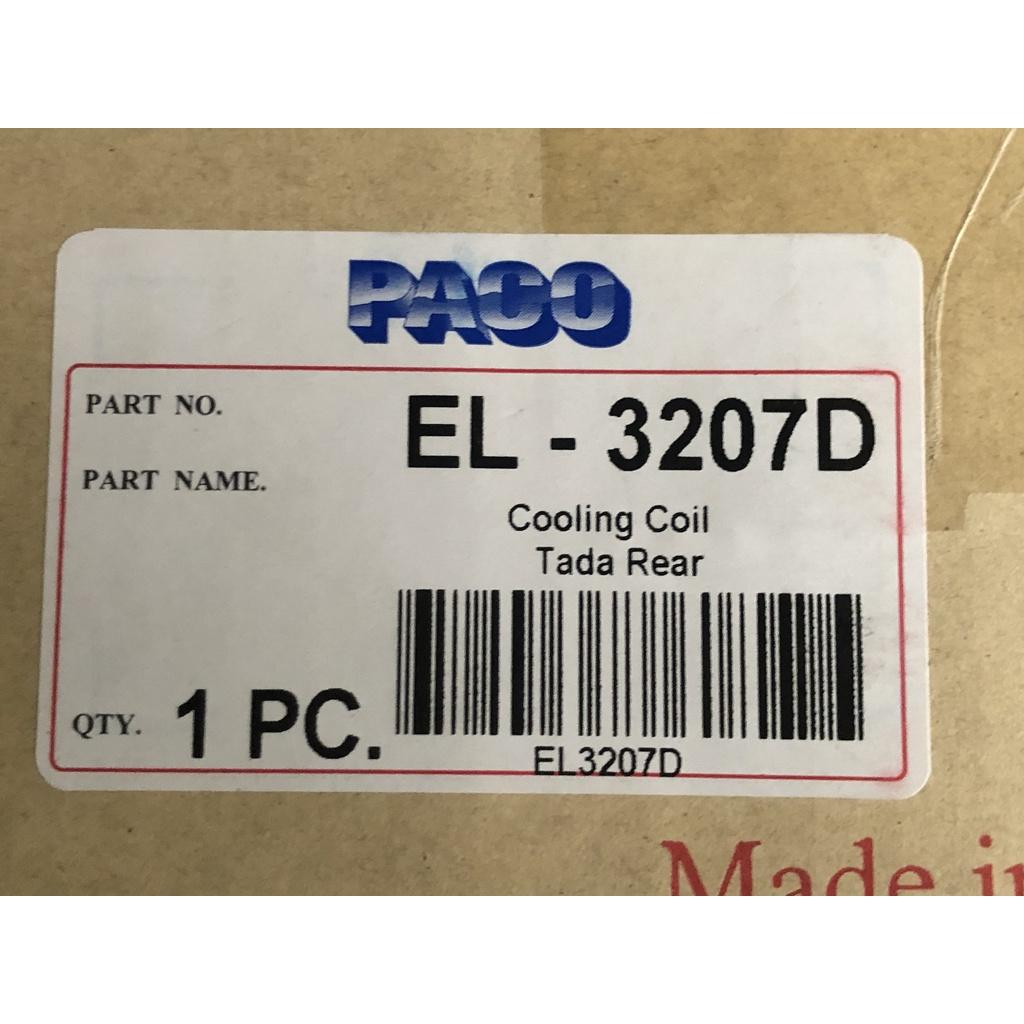 PACO
PART NO. EL - 3207D
PART NAME.
Cooling Coil
Tada Rear
QTY. 1 PC.
EL3207D
Made